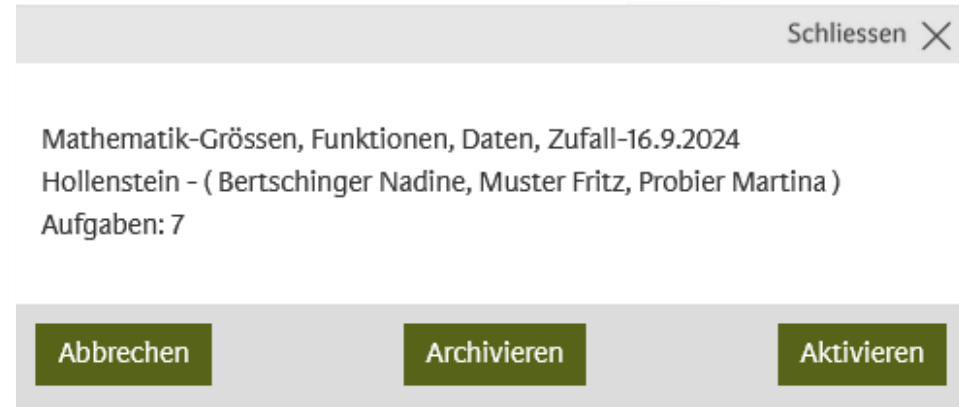 Schliessen
Mathematik-Grössen, Funktionen, Daten, Zufall-16.9.2024
Hollenstein - ( Bertschinger Nadine, Muster Fritz, Probier Martina )
Aufgaben: 7
Abbrechen Archivieren Aktivieren